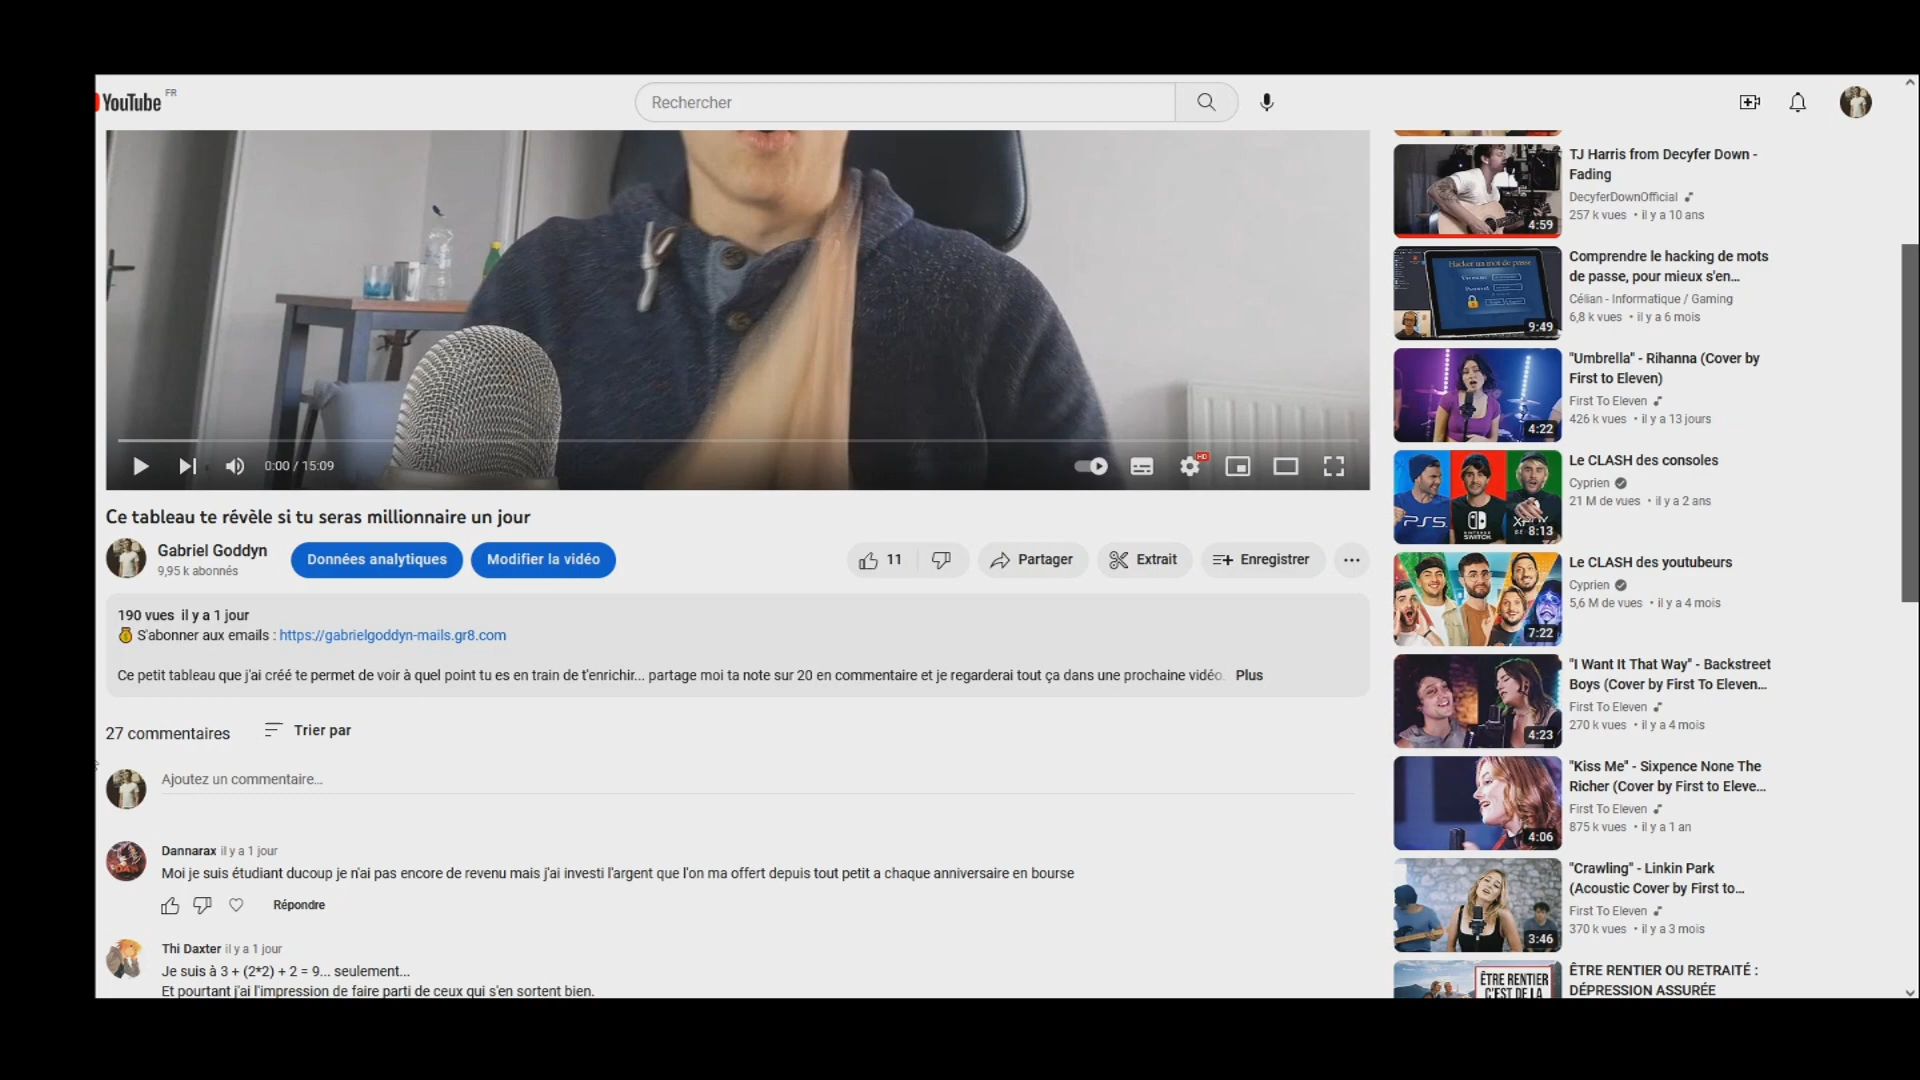 YouTube FR
Rechercher
HD
0:00 / 15:09
Ce tableau te révèle si tu seras millionnaire un jour
Gabriel Goddyn
9,95 k abonnés
Données analytiques
Modifier la vidéo
11
Partager
Extrait
Enregistrer
190 vues il y a 1 jour
S'abonner aux emails : https://gabrielgoddyn-mails.gr8.com
Ce petit tableau que j'ai créé te permet de voir à quel point tu es en train de t'enrichir... partage moi ta note sur 20 en commentaire et je regarderai tout ça dans une prochaine vidéo. Plus
27 commentaires
Trier par
Ajoutez un commentaire...
Dannarax il y a 1 jour
Moi je suis étudiant ducoup je n'ai pas encore de revenu mais j'ai investi l'argent que l'on ma offert depuis tout petit a chaque anniversaire en bourse
Répondre
Thi Daxter il y a 1 jour
Je suis à 3 + (2*2) + 2 = 9... seulement...
Et pourtant j'ai l'impression de faire parti de ceux qui s'en sortent bien.
4:59
TJ Harris from Decyfer Down -
Fading
DecyferDownOfficial
257 k vues • il y a 10 ans
Hacker un mot de passe
9:49
Comprendre le hacking de mots
de passe, pour mieux s'en...
Célian - Informatique / Gaming
6,8 k vues • il y a 6 mois
4:22
"Umbrella" - Rihanna (Cover by
First to Eleven)
First To Eleven
426 k vues • il y a 13 jours
PS5
SWITCH
8:13
Le CLASH des consoles
Cyprien
21 M de vues • il y a 2 ans
7:22
Le CLASH des youtubeurs
Cyprien
5,6 M de vues • il y a 4 mois
4:23
"I Want It That Way" - Backstreet
Boys (Cover by First To Eleven...
First To Eleven
270 k vues • il y a 4 mois
4:06
"Kiss Me" - Sixpence None The
Richer (Cover by First to Eleve...
First To Eleven
875 k vues • il y a 1 an
3:46
"Crawling" - Linkin Park
(Acoustic Cover by First to...
First To Eleven
370 k vues • il y a 3 mois
ÊTRE RENTIER
C'EST DE LA
ÊTRE RENTIER OU RETRAITÉ :
DÉPRESSION ASSURÉE